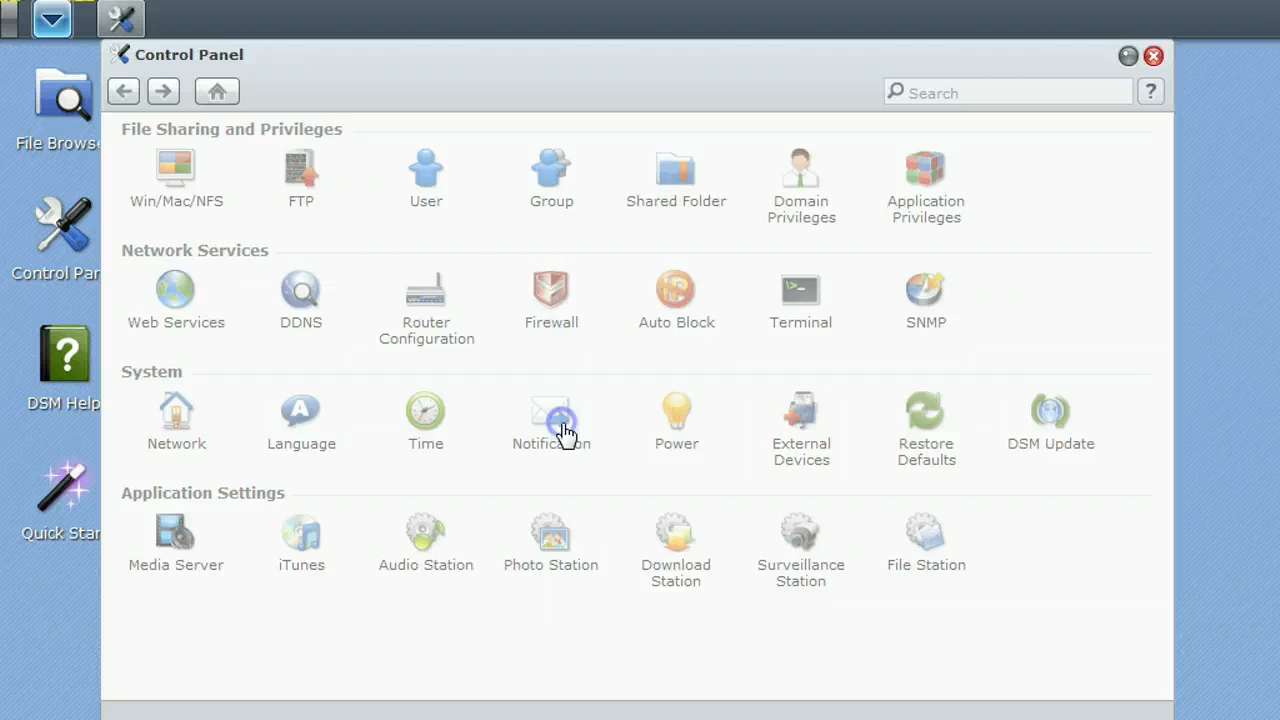 Control Panel
Search
?
File Sharing and Privileges
Win/Mac/NFS
FTP
User
Group
Shared Folder
Domain
Privileges
Application
Privileges
Network Services
Web Services
DDNS
Router
Configuration
Firewall
Auto Block
Terminal
SNMP
System
Network
Language
Time
Notification
Power
External
Devices
Restore
Defaults
DSM Update
Application Settings
Media Server
iTunes
Audio Station
Photo Station
Download
Station
Surveillance
Station
File Station
File Browse
Control Pan
DSM Help
Quick Star